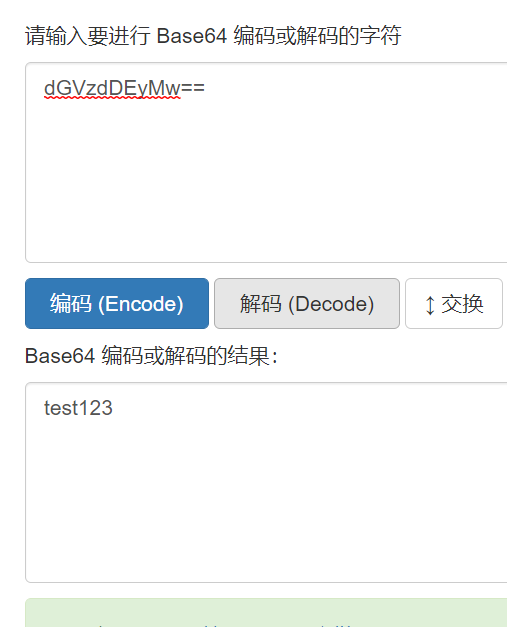 请输入要进行 Base64 编码或解码的字符
dGVzdDEyMw==
编码 (Encode) 解码 (Decode) ↕ 交换
Base64 编码或解码的结果：
test123